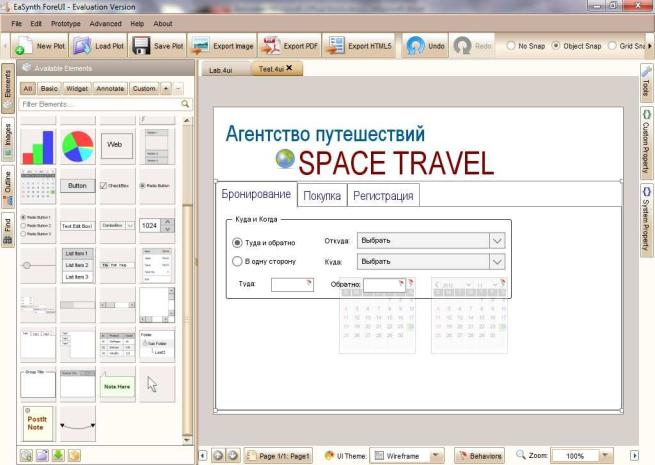 EaSynth ForeUI - Evaluation Version
File Edit Prototype Advanced Help About
New Plot Load Plot Save Plot Export Image Export PDF Export HTML5 Undo Redo No Snap Object Snap Grid Sna
Elements
Images
Outline
Find
Available Elements
All Basic Widget Annotate Custom + -
Filter Elements...
Web
Button CheckBox Radio Button
Radio Button 1
Radio Button 2
Radio Button 3
Text Edit Box ComboBox 1024
List Item 1
List Item 2
List Item 3
Title Edit Help
Folder
Sub Folder
Leaf2
Group Title
Note Here
PostIt
Note
Lab.4ui Test.4ui
Агентство путешествий
SPACE TRAVEL
Бронирование Покупка Регистрация
Куда и Когда
Туда и обратно Откуда: Выбрать
В одну сторону Куда: Выбрать
Туда: Обратно:
2012 11
Tools
Custom Property
System Property
Page 1/1: Page1 UI Theme: Wireframe Behaviors Zoom: 100%